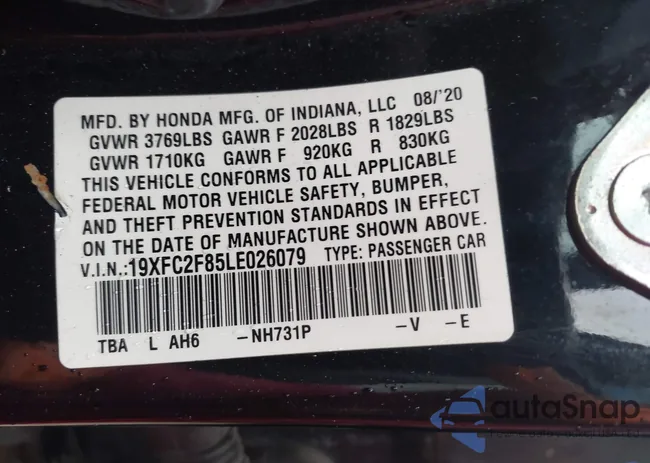 MFD. BY HONDA MFG. OF INDIANA, LLC 08/'20
GVWR 3769LBS GAWR F 2028LBS R 1829LBS
GVWR 1710KG GAWR F 920KG R 830KG
THIS VEHICLE CONFORMS TO ALL APPLICABLE
FEDERAL MOTOR VEHICLE SAFETY, BUMPER,
AND THEFT PREVENTION STANDARDS IN EFFECT
ON THE DATE OF MANUFACTURE SHOWN ABOVE.
V.I.N.:19XFC2F85LE026079 TYPE: PASSENGER CAR
TBA L AH6 -NH731P -V -E
autaSnap